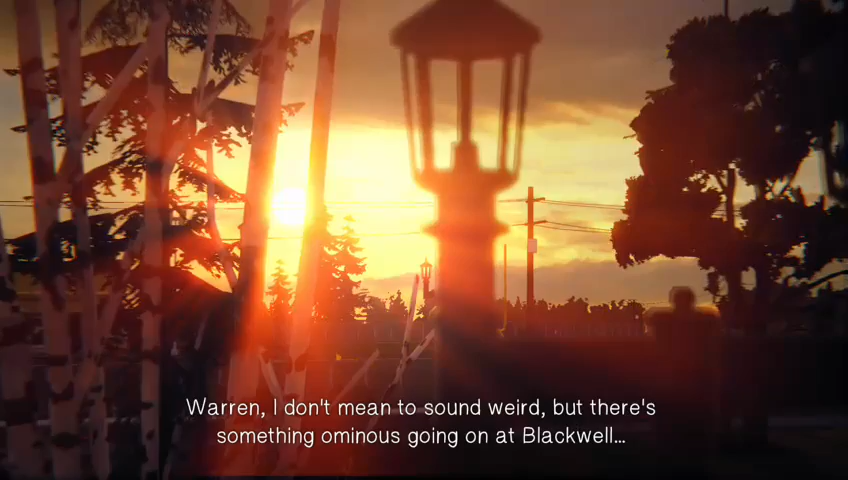 Warren, I don't mean to sound weird, but there's
something ominous going on at Blackwell...